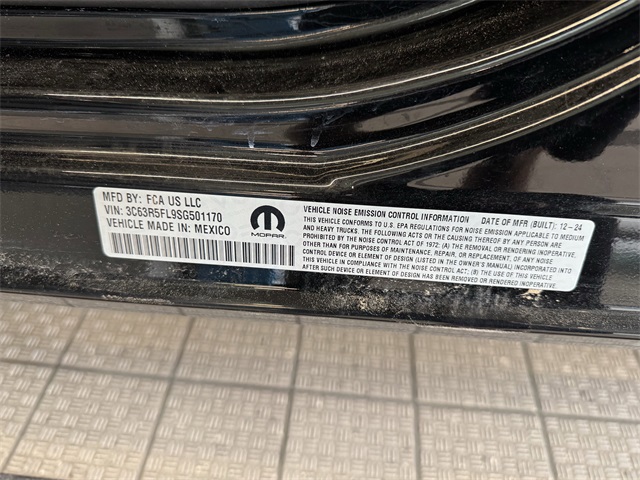 MFD BY: FCA US LLC
VIN: 3C63R5FL9SG501170
VEHICLE MADE IN: MEXICO
MOPAR
VEHICLE NOISE EMISSION CONTROL INFORMATION DATE OF MFR (BUILT): 12-24
THIS VEHICLE CONFORMS TO U.S. EPA REGULATIONS FOR NOISE EMISSION APPLICABLE TO MEDIUM
AND HEAVY TRUCKS. THE FOLLOWING ACTS OR THE CAUSING THEREOF BY ANY PERSON ARE
PROHIBITED BY THE NOISE CONTROL ACT OF 1972: (A) THE REMOVAL OR RENDERING INOPERATIVE,
OTHER THAN FOR PURPOSES OF MAINTENANCE, REPAIR, OR REPLACEMENT, OF ANY NOISE
CONTROL DEVICE OR ELEMENT OF DESIGN (LISTED IN THE OWNER'S MANUAL) INCORPORATED INTO
THIS VEHICLE IN COMPLIANCE WITH THE NOISE CONTROL ACT; (B) THE USE OF THIS VEHICLE
AFTER SUCH DEVICE OR ELEMENT OF DESIGN HAS BEEN REMOVED OR RENDERED INOPERATIVE.